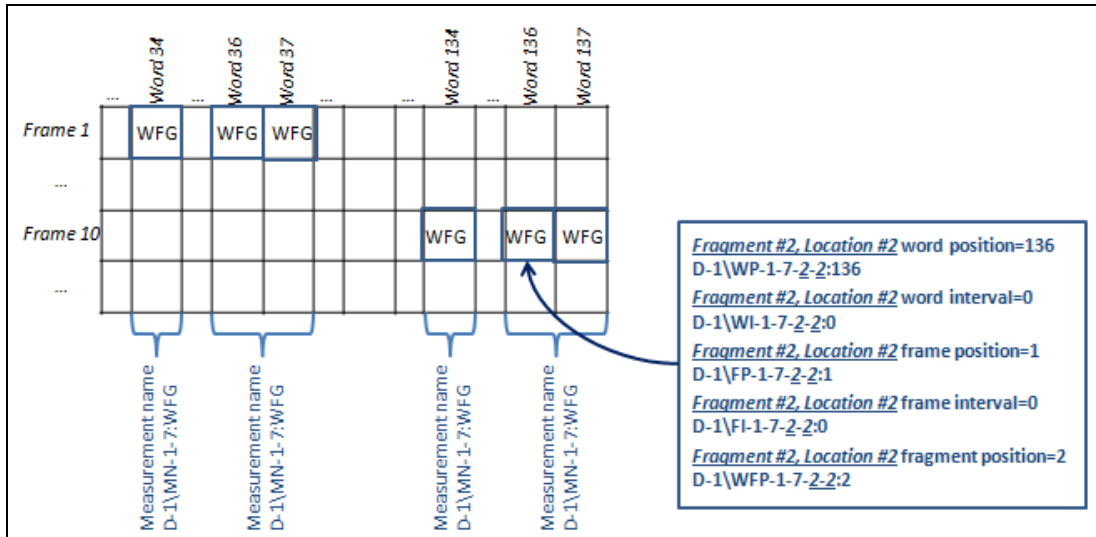 ... Word 34 ... Word 36 Word 37 ... ... Word 134 ... Word 136 Word 137
Frame 1 WFG WFG WFG
...
Frame 10 WFG WFG WFG
...
Measurement name
D-1\MN-1-7:WFG
Measurement name
D-1\MN-1-7:WFG
Measurement name
D-1\MN-1-7:WFG
Measurement name
D-1\MN-1-7:WFG
Fragment #2, Location #2 word position=136
D-1\WP-1-7-2-2:136
Fragment #2, Location #2 word interval=0
D-1\WI-1-7-2-2:0
Fragment #2, Location #2 frame position=1
D-1\FP-1-7-2-2:1
Fragment #2, Location #2 frame interval=0
D-1\FI-1-7-2-2:0
Fragment #2, Location #2 fragment position=2
D-1\WFP-1-7-2-2:2